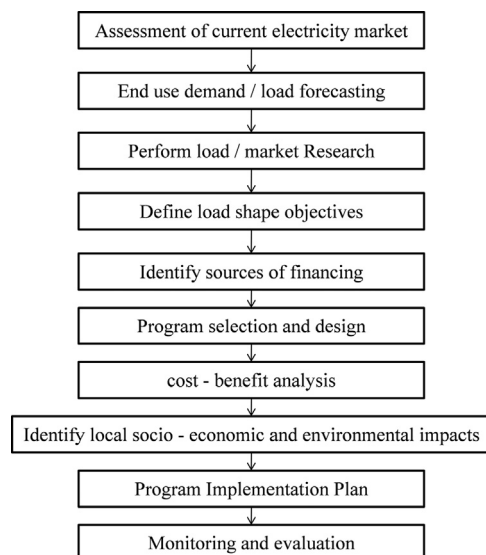 Assessment of current electricity market
End use demand / load forecasting
Perform load / market Research
Define load shape objectives
Identify sources of financing
Program selection and design
cost - benefit analysis
Identify local socio - economic and environmental impacts
Program Implementation Plan
Monitoring and evaluation